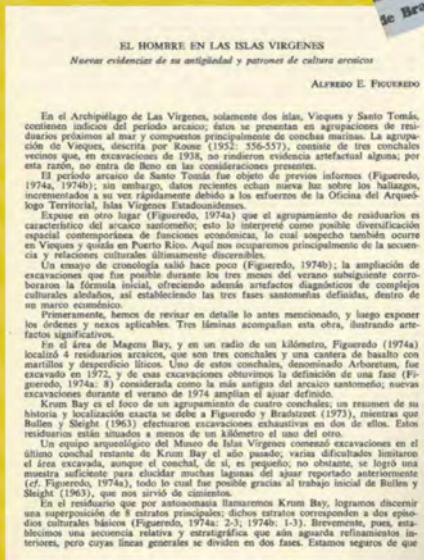 de Bra
EL HOMBRE EN LAS ISLAS VIRGENES
Nuevas evidencias de su antigüedad y patrones de cultura arcaicos
ALFREDO E. FIGUEREDO
En el Archipiélago de Las Vírgenes, solamente dos islas, Vieques y Santo Tomás,
contienen indicios del período arcaico; éstos se presentan en agrupaciones de resi-
duarios próximos al mar y compuestos principalmente de conchas marinas. La agrupa-
ción de Vieques, descrita por Rouse (1952: 556-557), consiste de tres conchales
vecinos que, en excavaciones de 1938, no rindieron evidencia artefactual alguna; por
esta razón, no entra de lleno en las consideraciones presentes.
El período arcaico de Santo Tomás fue objeto de previos informes (Figueredo,
1974a, 1974b); sin embargo, datos recientes echan nueva luz sobre los hallazgos,
incrementados a su vez rápidamente debido a los esfuerzos de la Oficina del Arqueó-
logo Territorial, Islas Vírgenes Estadounidenses.
Expuse en otro lugar (Figueredo, 1974a) que el agrupamiento de residuarios es
característico del arcaico santomeño; esto lo interpreté como posible diversificación
espacial contemporánea de funciones económicas, lo cual sospecho también ocurre
en Vieques y quizás en Puerto Rico. Aquí nos ocuparemos principalmente de la secuen-
cia y relaciones culturales últimamente discernibles.
Un ensayo de cronología salió hace poco (Figueredo, 1974b); la ampliación de
excavaciones que fue posible durante los tres meses del verano subsiguiente corro-
boraron la fórmula inicial, ofreciendo además artefactos diagnósticos de complejos
culturales aledaños, así estableciendo las tres fases santomeñas definidas, dentro de
un marco ecuménico.
Primeramente, hemos de revisar en detalle lo antes mencionado, y luego exponer
los órdenes y nexos aplicables. Tres láminas acompañan esta obra, ilustrando arte-
factos significativos.
En el área de Magens Bay, y en un radio de un kilómetro, Figueredo (1974a)
localizó 4 residuarios arcaicos, que son tres conchales y una cantera de basalto con
martillos y desperdicio líticos. Uno de estos conchales, denominado Arboretum, fue
excavado en 1972, y de esas excavaciones obtuvimos la definición de una fase (Fi-
gueredo, 1974a: 8) considerada como la más antigua del arcaico santomeño; nuevas
excavaciones durante el verano de 1974 amplían el ajuar definido.
Krum Bay es el foco de un agrupamiento de cuatro conchales; un resumen de su
historia y localización exacta se debe a Figueredo y Bradstreet (1973), mientras que
Bullen y Sleight (1963) efectuaron excavaciones exhaustivas en dos de ellos. Estos
residuarios están situados a menos de un kilómetro el uno del otro.
Un equipo arqueológico del Museo de Islas Vírgenes comenzó excavaciones en el
último conchal restante de Krum Bay el año pasado; varias dificultades limitaron
el área excavada, aunque el conchal, de sí, es pequeño; no obstante, se logró una
muestra suficiente para elucidar muchas lagunas del ajuar reportado anteriormente
(cf. Figueredo, 1974a), todo lo cual fue posible gracias al trabajo inicial de Bullen y
Sleight (1963), que nos sirvió de cimientos.
En el residuario que por antonomasia llamaremos Krum Bay, logramos discernir
una superposición de 8 estratos principales; dichos estratos corresponden a dos episo-
dios culturales básicos (Figueredo, 1974a: 2-3; 1974b: 1-3). Brevemente, pues, esta-
blecimos una secuencia relativa y estratigráfica que aún aguarda refinamientos in-
teriores, pero cuyas líneas generales se dividen en dos fases. Estamos seguros de que